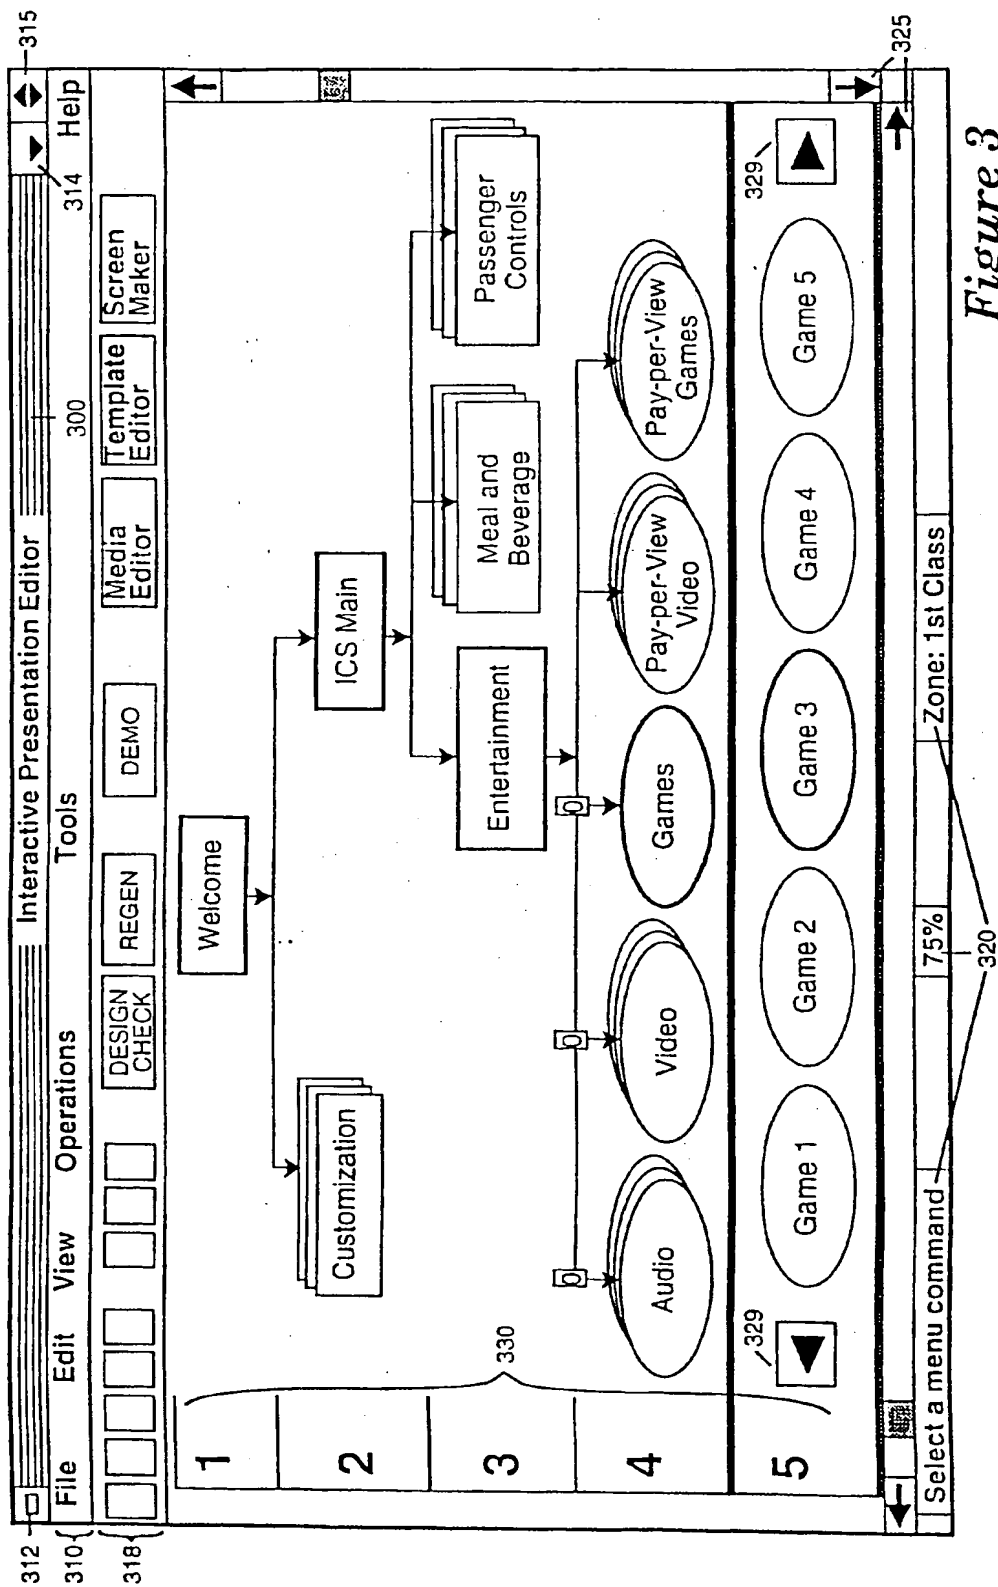 312
Interactive Presentation Editor
300
314
315
310
File Edit View Operations Tools Help
318
DESIGN
CHECK
REGEN
DEMO
Media
Editor
Template
Editor
Screen
Maker
1
Welcome
2
Customization
ICS Main
3
Entertainment
Meal and
Beverage
Passenger
Controls
330
4
0
0
0
Audio
Video
Games
Pay-per-View
Video
Pay-per-View
Games
5
329
Game 1
Game 2
Game 3
Game 4
Game 5
329
325
Select a menu command
75%
Zone: 1st Class
320
Figure 3